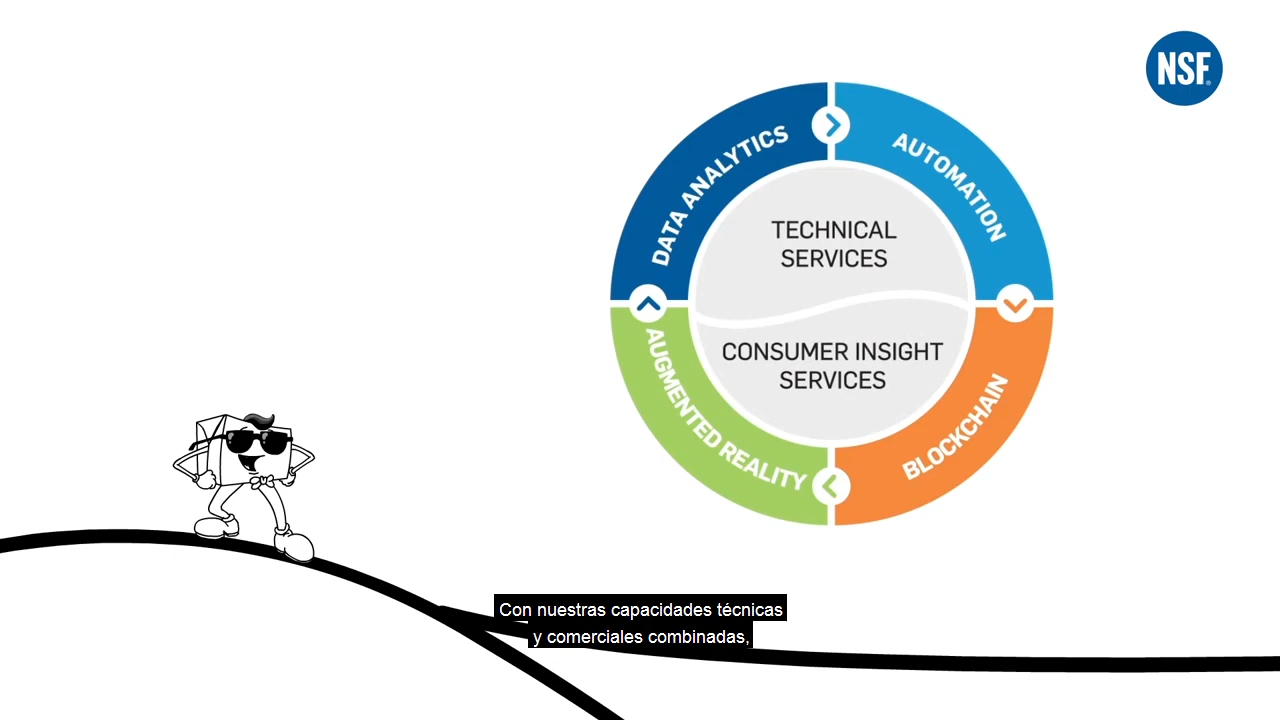 NSF®
DATA ANALYTICS
AUTOMATION
TECHNICAL
SERVICES
CONSUMER INSIGHT
SERVICES
AUGMENTED REALITY
BLOCKCHAIN
Con nuestras capacidades técnicas
y comerciales combinadas,